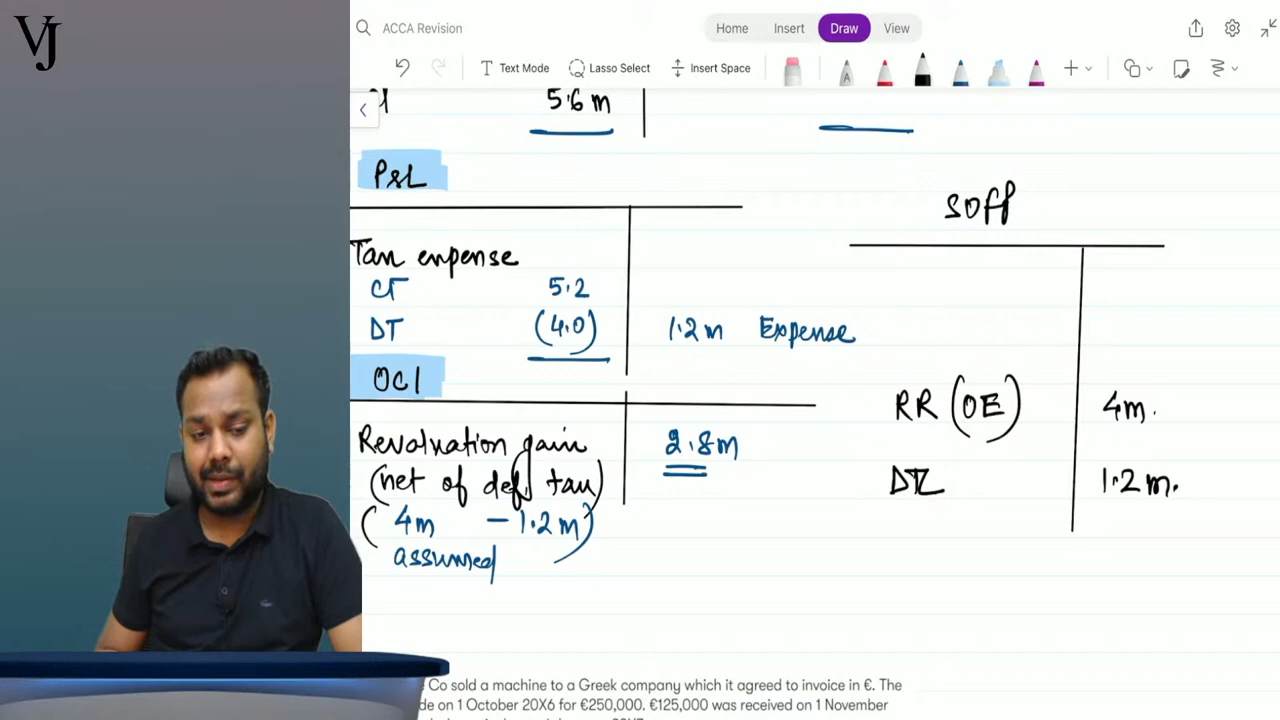 VJ
ACCA Revision
Home Insert Draw View
Text Mode Lasso Select Insert Space
5.6 m
P&L
SOFP
Tax expense
CT 5.2
DT (4.0) 1.2m Expense
OCI
RR (OE) 4m.
Revaluation gain 2.8m
(net of def. tax)
DTL 1.2m.
(4m - 1.2m)
assumed
Co sold a machine to a Greek company which it agreed to invoice in €. The
de on 1 October 20X6 for €250,000. €125,000 was received on 1 November